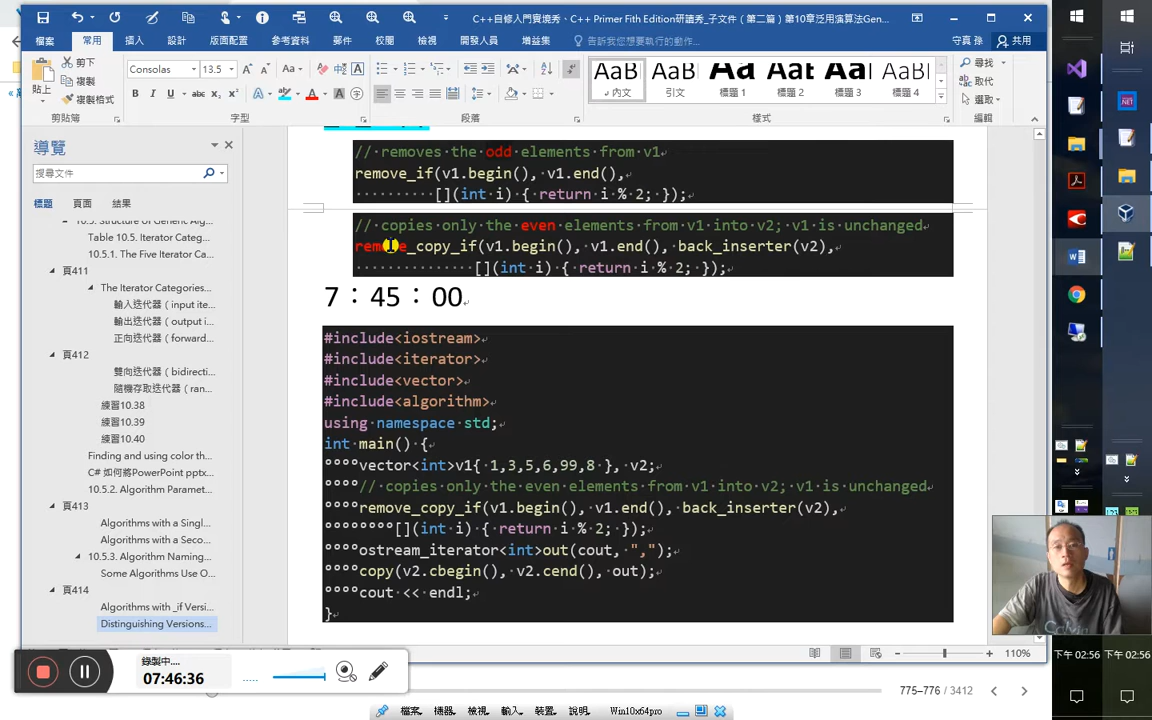 C++自修入門實境秀、C++ Primer Fith Edition研讀秀_子文件（第二篇）第10章泛用演算法Gen...
檔案 常用 插入 設計 版面配置 參考資料 郵件 校閱 檢視 開發人員 增益集 告訴我您想要執行的動作... 守真 孫 共用
貼上 剪下 複製 複製格式
Consolas 13.5
AaB AaB Aa Aat Aal AaBl
內文 引文 標題 1 標題 2 標題 3 標題 4
尋找 取代 選取
剪貼簿 字型 段落 樣式 編輯
導覽
搜尋文件
標題 頁面 結果
10.5. Structure of Generic Alg...
Table 10.5. Iterator Categ...
10.5.1. The Five Iterator Ca...
頁411
The Iterator Categories...
輸入迭代器（input ite...
輸出迭代器（output i...
正向迭代器（forward...
頁412
雙向迭代器（bidirecti...
隨機存取迭代器（ran...
練習10.38
練習10.39
練習10.40
Finding and using color th...
C# 如何將PowerPoint pptx...
10.5.2. Algorithm Paramet...
頁413
Algorithms with a Singl...
Algorithms with a Seco...
10.5.3. Algorithm Naming...
Some Algorithms Use O...
頁414
Algorithms with _if Versi...
Distinguishing Versions...
// removes the odd elements from v1
remove_if(v1.begin(), v1.end(),
[](int i) { return i % 2; });
// copies only the even elements from v1 into v2; v1 is unchanged
remove_copy_if(v1.begin(), v1.end(), back_inserter(v2),
[](int i) { return i % 2; });
7：45：00
#include<iostream>
#include<iterator>
#include<vector>
#include<algorithm>
using namespace std;
int main() {
vector<int>v1{ 1,3,5,6,99,8 }, v2;
// copies only the even elements from v1 into v2; v1 is unchanged
remove_copy_if(v1.begin(), v1.end(), back_inserter(v2),
[](int i) { return i % 2; });
ostream_iterator<int>out(cout, ",");
copy(v2.cbegin(), v2.cend(), out);
cout << endl;
}
110%
錄製中....
07:46:36
775–776 / 3412
檔案 機器 檢視 輸入 裝置 說明 Win10x64pro
Calvin
下午 02:56 下午 02:56